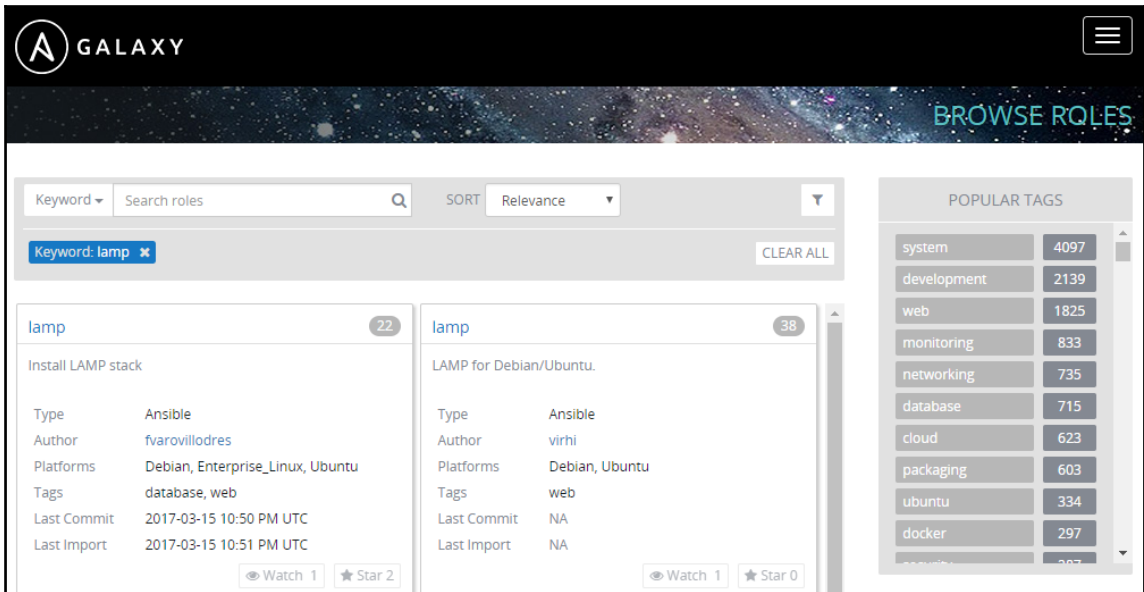 GALAXY
BROWSE ROLES
Keyword Search roles SORT Relevance
Keyword: lamp CLEAR ALL
lamp 22
Install LAMP stack
Type Ansible
Author fvarovillodres
Platforms Debian, Enterprise_Linux, Ubuntu
Tags database, web
Last Commit 2017-03-15 10:50 PM UTC
Last Import 2017-03-15 10:51 PM UTC
Watch 1 Star 2
lamp 38
LAMP for Debian/Ubuntu.
Type Ansible
Author virhi
Platforms Debian, Ubuntu
Tags web
Last Commit NA
Last Import NA
Watch 1 Star 0
POPULAR TAGS
system 4097
development 2139
web 1825
monitoring 833
networking 735
database 715
cloud 623
packaging 603
ubuntu 334
docker 297